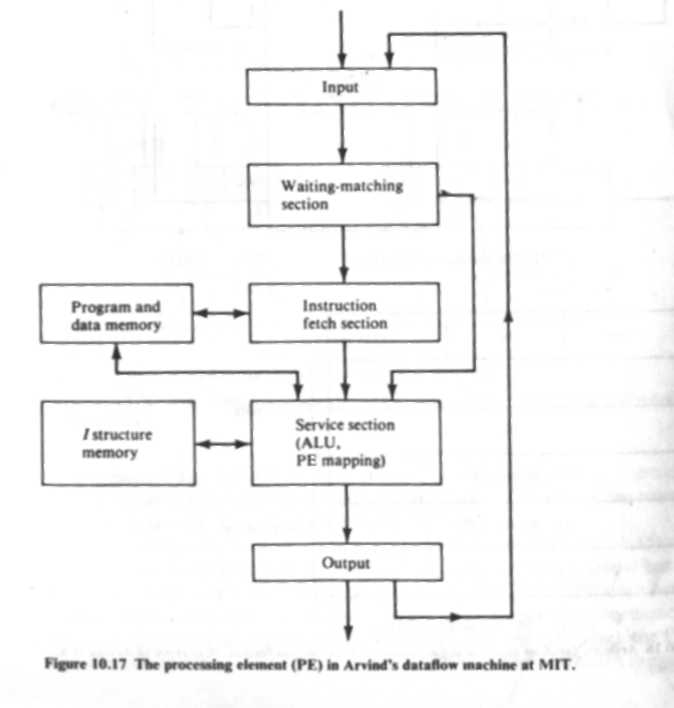 Input
Waiting-matching
section
Program and
data memory
Instruction
fetch section
I structure
memory
Service section
(ALU,
PE mapping)
Output
Figure 10.17 The processing element (PE) in Arvind's dataflow machine at MIT.